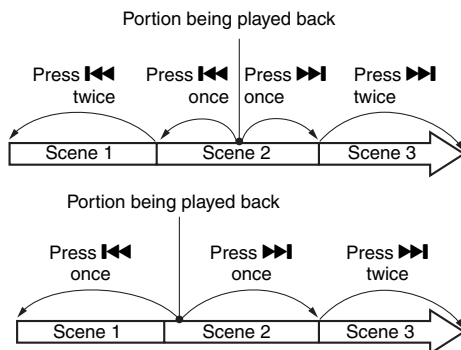 Portion being played back
Press ⏮ twice
Press ⏮ once
Press ⏭ once
Press ⏭ twice
Scene 1 Scene 2 Scene 3
Portion being played back
Press ⏮ once
Press ⏭ once
Press ⏭ twice
Scene 1 Scene 2 Scene 3